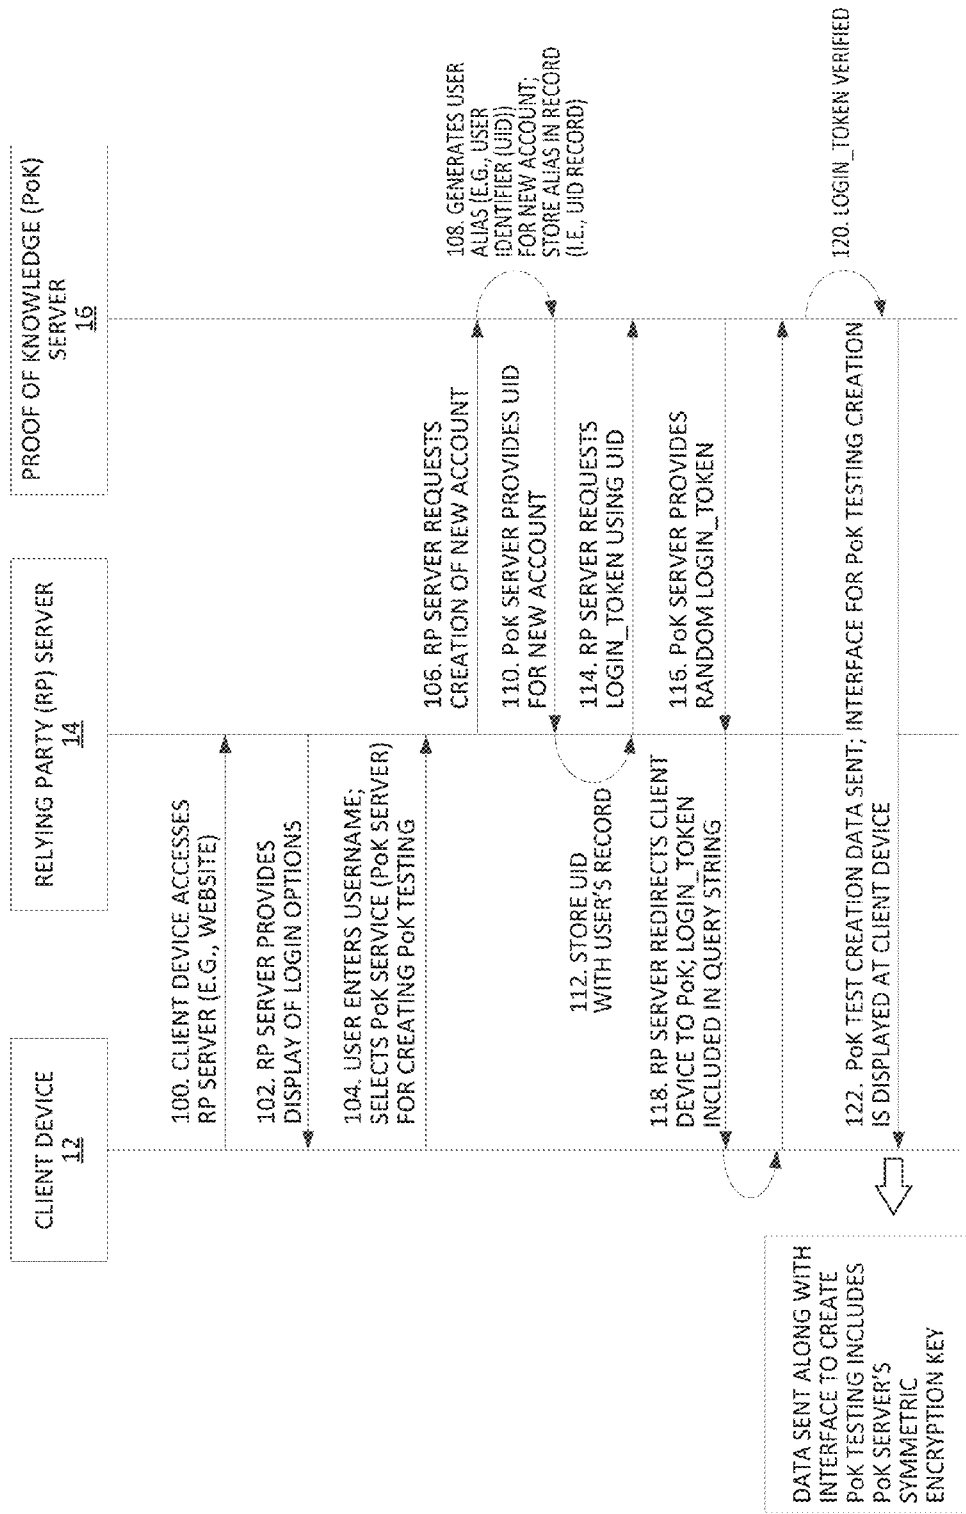 CLIENT DEVICE
12
RELYING PARTY (RP) SERVER
14
PROOF OF KNOWLEDGE (PoK)
SERVER
16
100. CLIENT DEVICE ACCESSES
RP SERVER (E.G., WEBSITE)
102. RP SERVER PROVIDES
DISPLAY OF LOGIN OPTIONS
104. USER ENTERS USERNAME;
SELECTS PoK SERVICE (PoK SERVER)
FOR CREATING PoK TESTING
106. RP SERVER REQUESTS
CREATION OF NEW ACCOUNT
108. GENERATES USER
ALIAS (E.G., USER
IDENTIFIER (UID))
FOR NEW ACCOUNT;
STORE ALIAS IN RECORD
(I.E., UID RECORD)
110. PoK SERVER PROVIDES UID
FOR NEW ACCOUNT
112. STORE UID
WITH USER'S RECORD
114. RP SERVER REQUESTS
LOGIN_TOKEN USING UID
116. PoK SERVER PROVIDES
RANDOM LOGIN_TOKEN
118. RP SERVER REDIRECTS CLIENT
DEVICE TO PoK; LOGIN_TOKEN
INCLUDED IN QUERY STRING
120. LOGIN_TOKEN VERIFIED
122. PoK TEST CREATION DATA SENT; INTERFACE FOR PoK TESTING CREATION
IS DISPLAYED AT CLIENT DEVICE
DATA SENT ALONG WITH
INTERFACE TO CREATE
PoK TESTING INCLUDES
PoK SERVER'S
SYMMETRIC
ENCRYPTION KEY